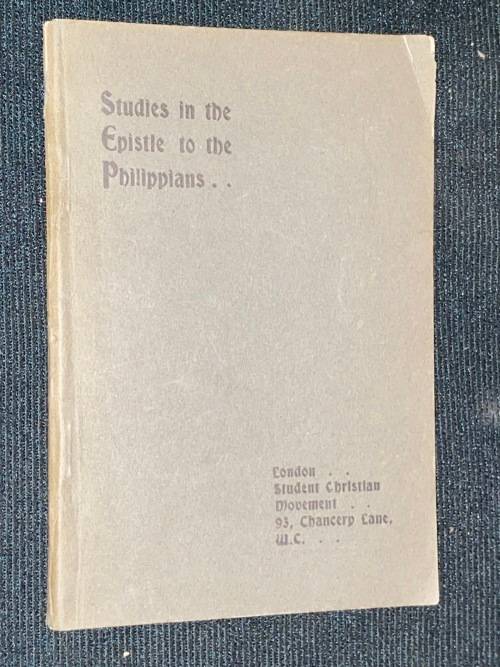 Studies in the
Epistle to the
Philippians . .
London . .
Student Christian
Movement . .
93, Chancery Lane,
W.C. . .